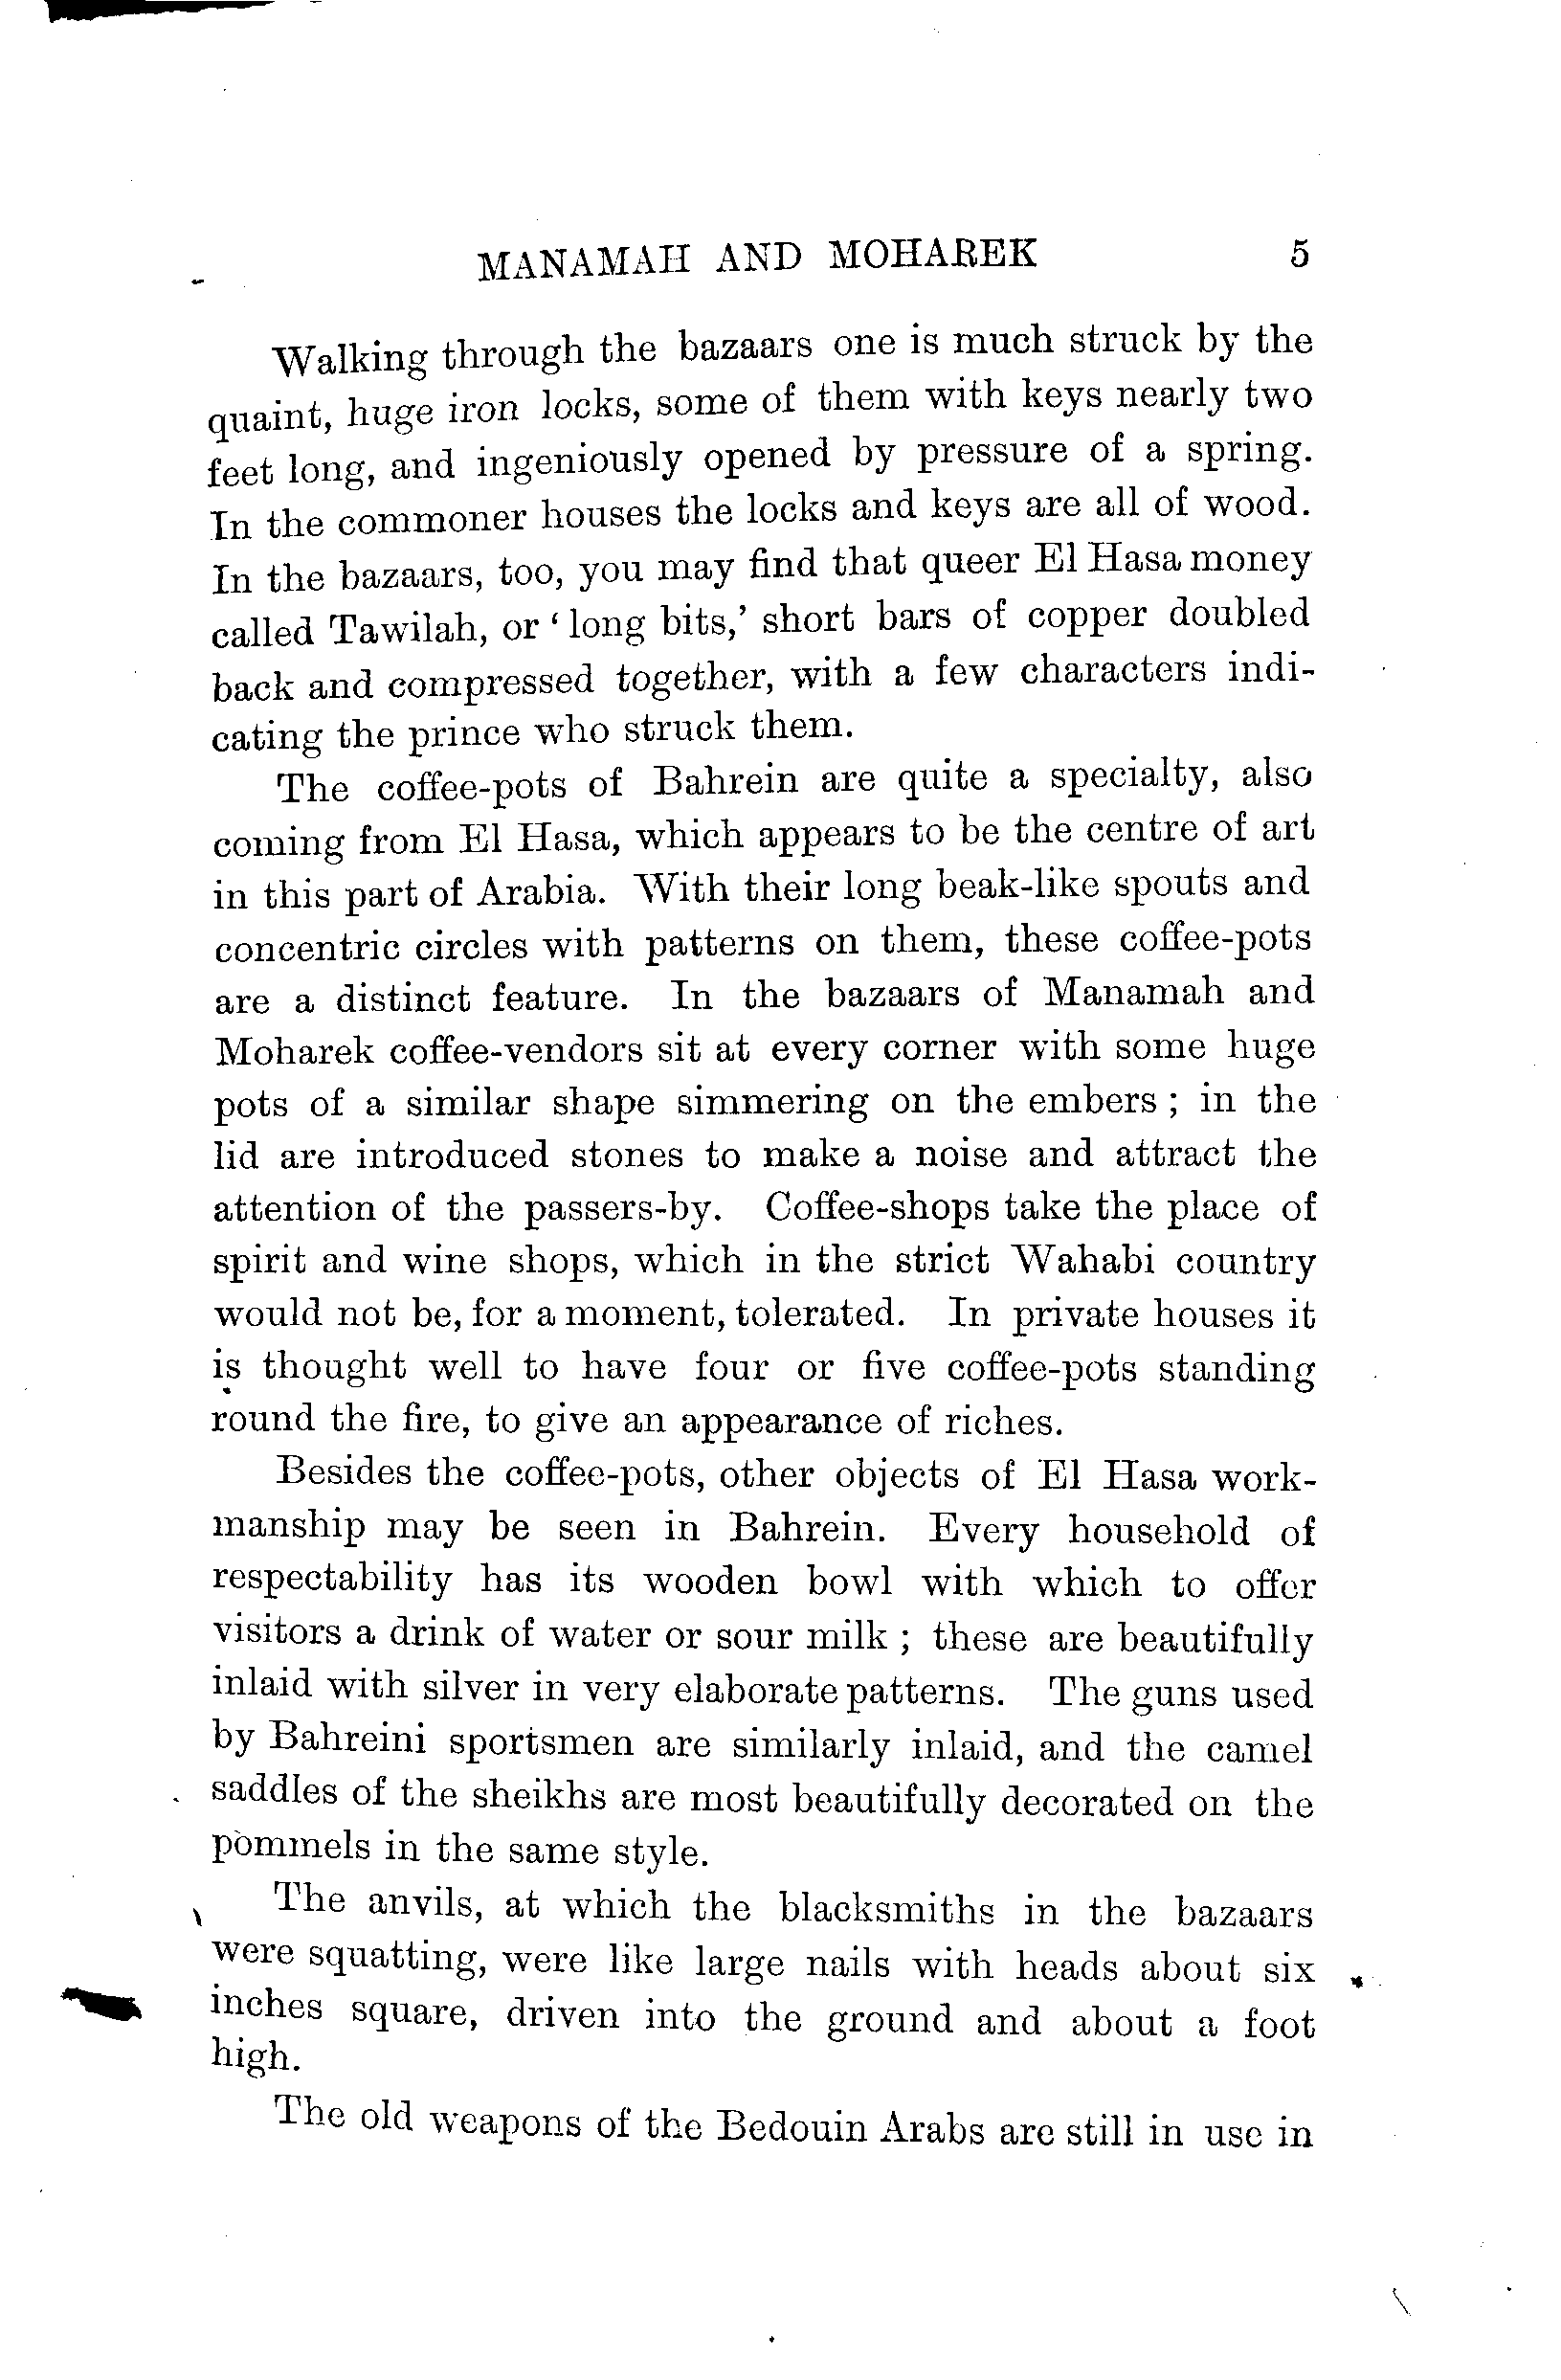 MANAMAH AND MOHAREK 5
Walking through the bazaars one is much struck by the
quaint, huge iron locks, some of them with keys nearly two
feet long, and ingeniously opened by pressure of a spring.
In the commoner houses the locks and keys are all of wood.
In the bazaars, too, you may find that queer El Hasa money
called Tawilah, or ‘long bits,’ short bars of copper doubled
back and compressed together, with a few characters indi-
cating the prince who struck them.
The coffee-pots of Bahrein are quite a specialty, also
coming from El Hasa, which appears to be the centre of art
in this part of Arabia. With their long beak-like spouts and
concentric circles with patterns on them, these coffee-pots
are a distinct feature. In the bazaars of Manamah and
Moharek coffee-vendors sit at every corner with some huge
pots of a similar shape simmering on the embers; in the
lid are introduced stones to make a noise and attract the
attention of the passers-by. Coffee-shops take the place of
spirit and wine shops, which in the strict Wahabi country
would not be, for a moment, tolerated. In private houses it
is thought well to have four or five coffee-pots standing
round the fire, to give an appearance of riches.
Besides the coffee-pots, other objects of El Hasa work-
manship may be seen in Bahrein. Every household of
respectability has its wooden bowl with which to offer
visitors a drink of water or sour milk; these are beautifully
inlaid with silver in very elaborate patterns. The guns used
by Bahreini sportsmen are similarly inlaid, and the camel
saddles of the sheikhs are most beautifully decorated on the
pommels in the same style.
The anvils, at which the blacksmiths in the bazaars
were squatting, were like large nails with heads about six
inches square, driven into the ground and about a foot
high.
The old weapons of the Bedouin Arabs are still in use in